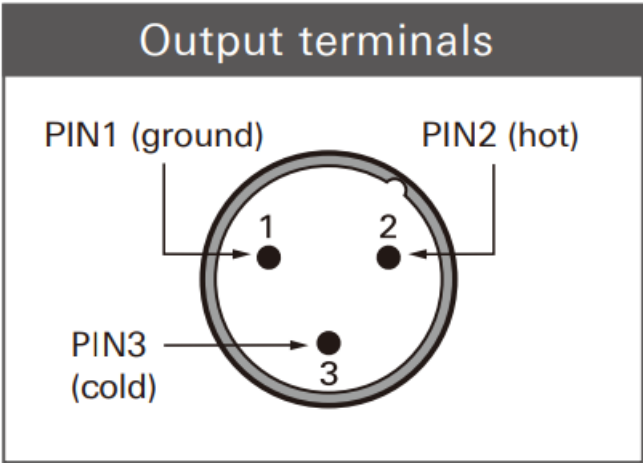 Output terminals
PIN1 (ground)
PIN2 (hot)
1
2
PIN3
(cold)
3